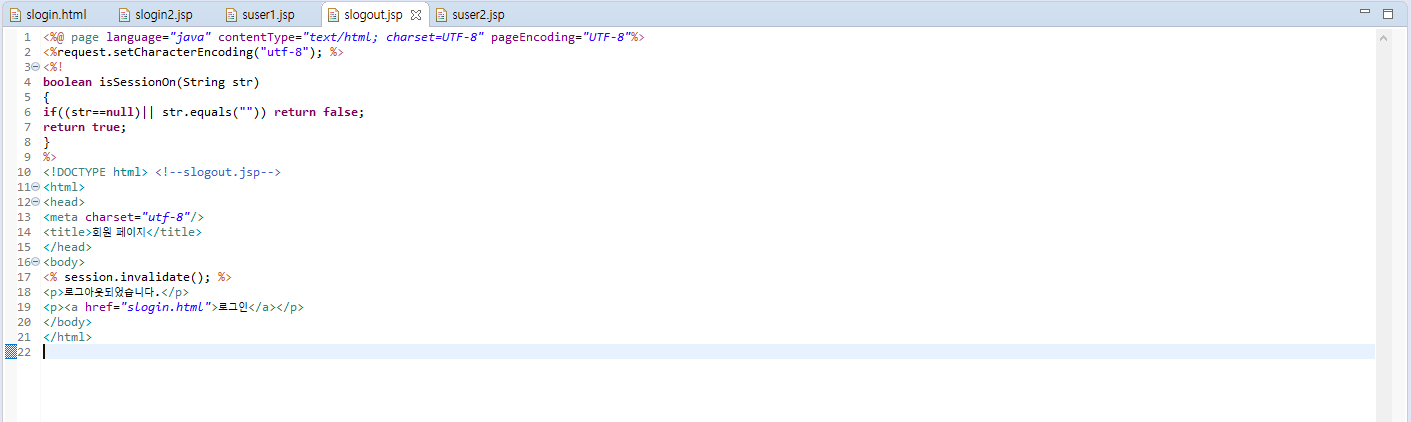 slogin.html slogin2.jsp suser1.jsp slogout.jsp suser2.jsp
1 <%@ page language="java" contentType="text/html; charset=UTF-8" pageEncoding="UTF-8"%>
2 <%request.setCharacterEncoding("utf-8"); %>
3 <%!
4 boolean isSessionOn(String str)
5 {
6 if((str==null)|| str.equals("")) return false;
7 return true;
8 }
9 %>
10 <!DOCTYPE html> <!--slogout.jsp-->
11 <html>
12 <head>
13 <meta charset="utf-8"/>
14 <title>회원 페이지</title>
15 </head>
16 <body>
17 <% session.invalidate(); %>
18 <p>로그아웃되었습니다.</p>
19 <p><a href="slogin.html">로그인</a></p>
20 </body>
21 </html>
22